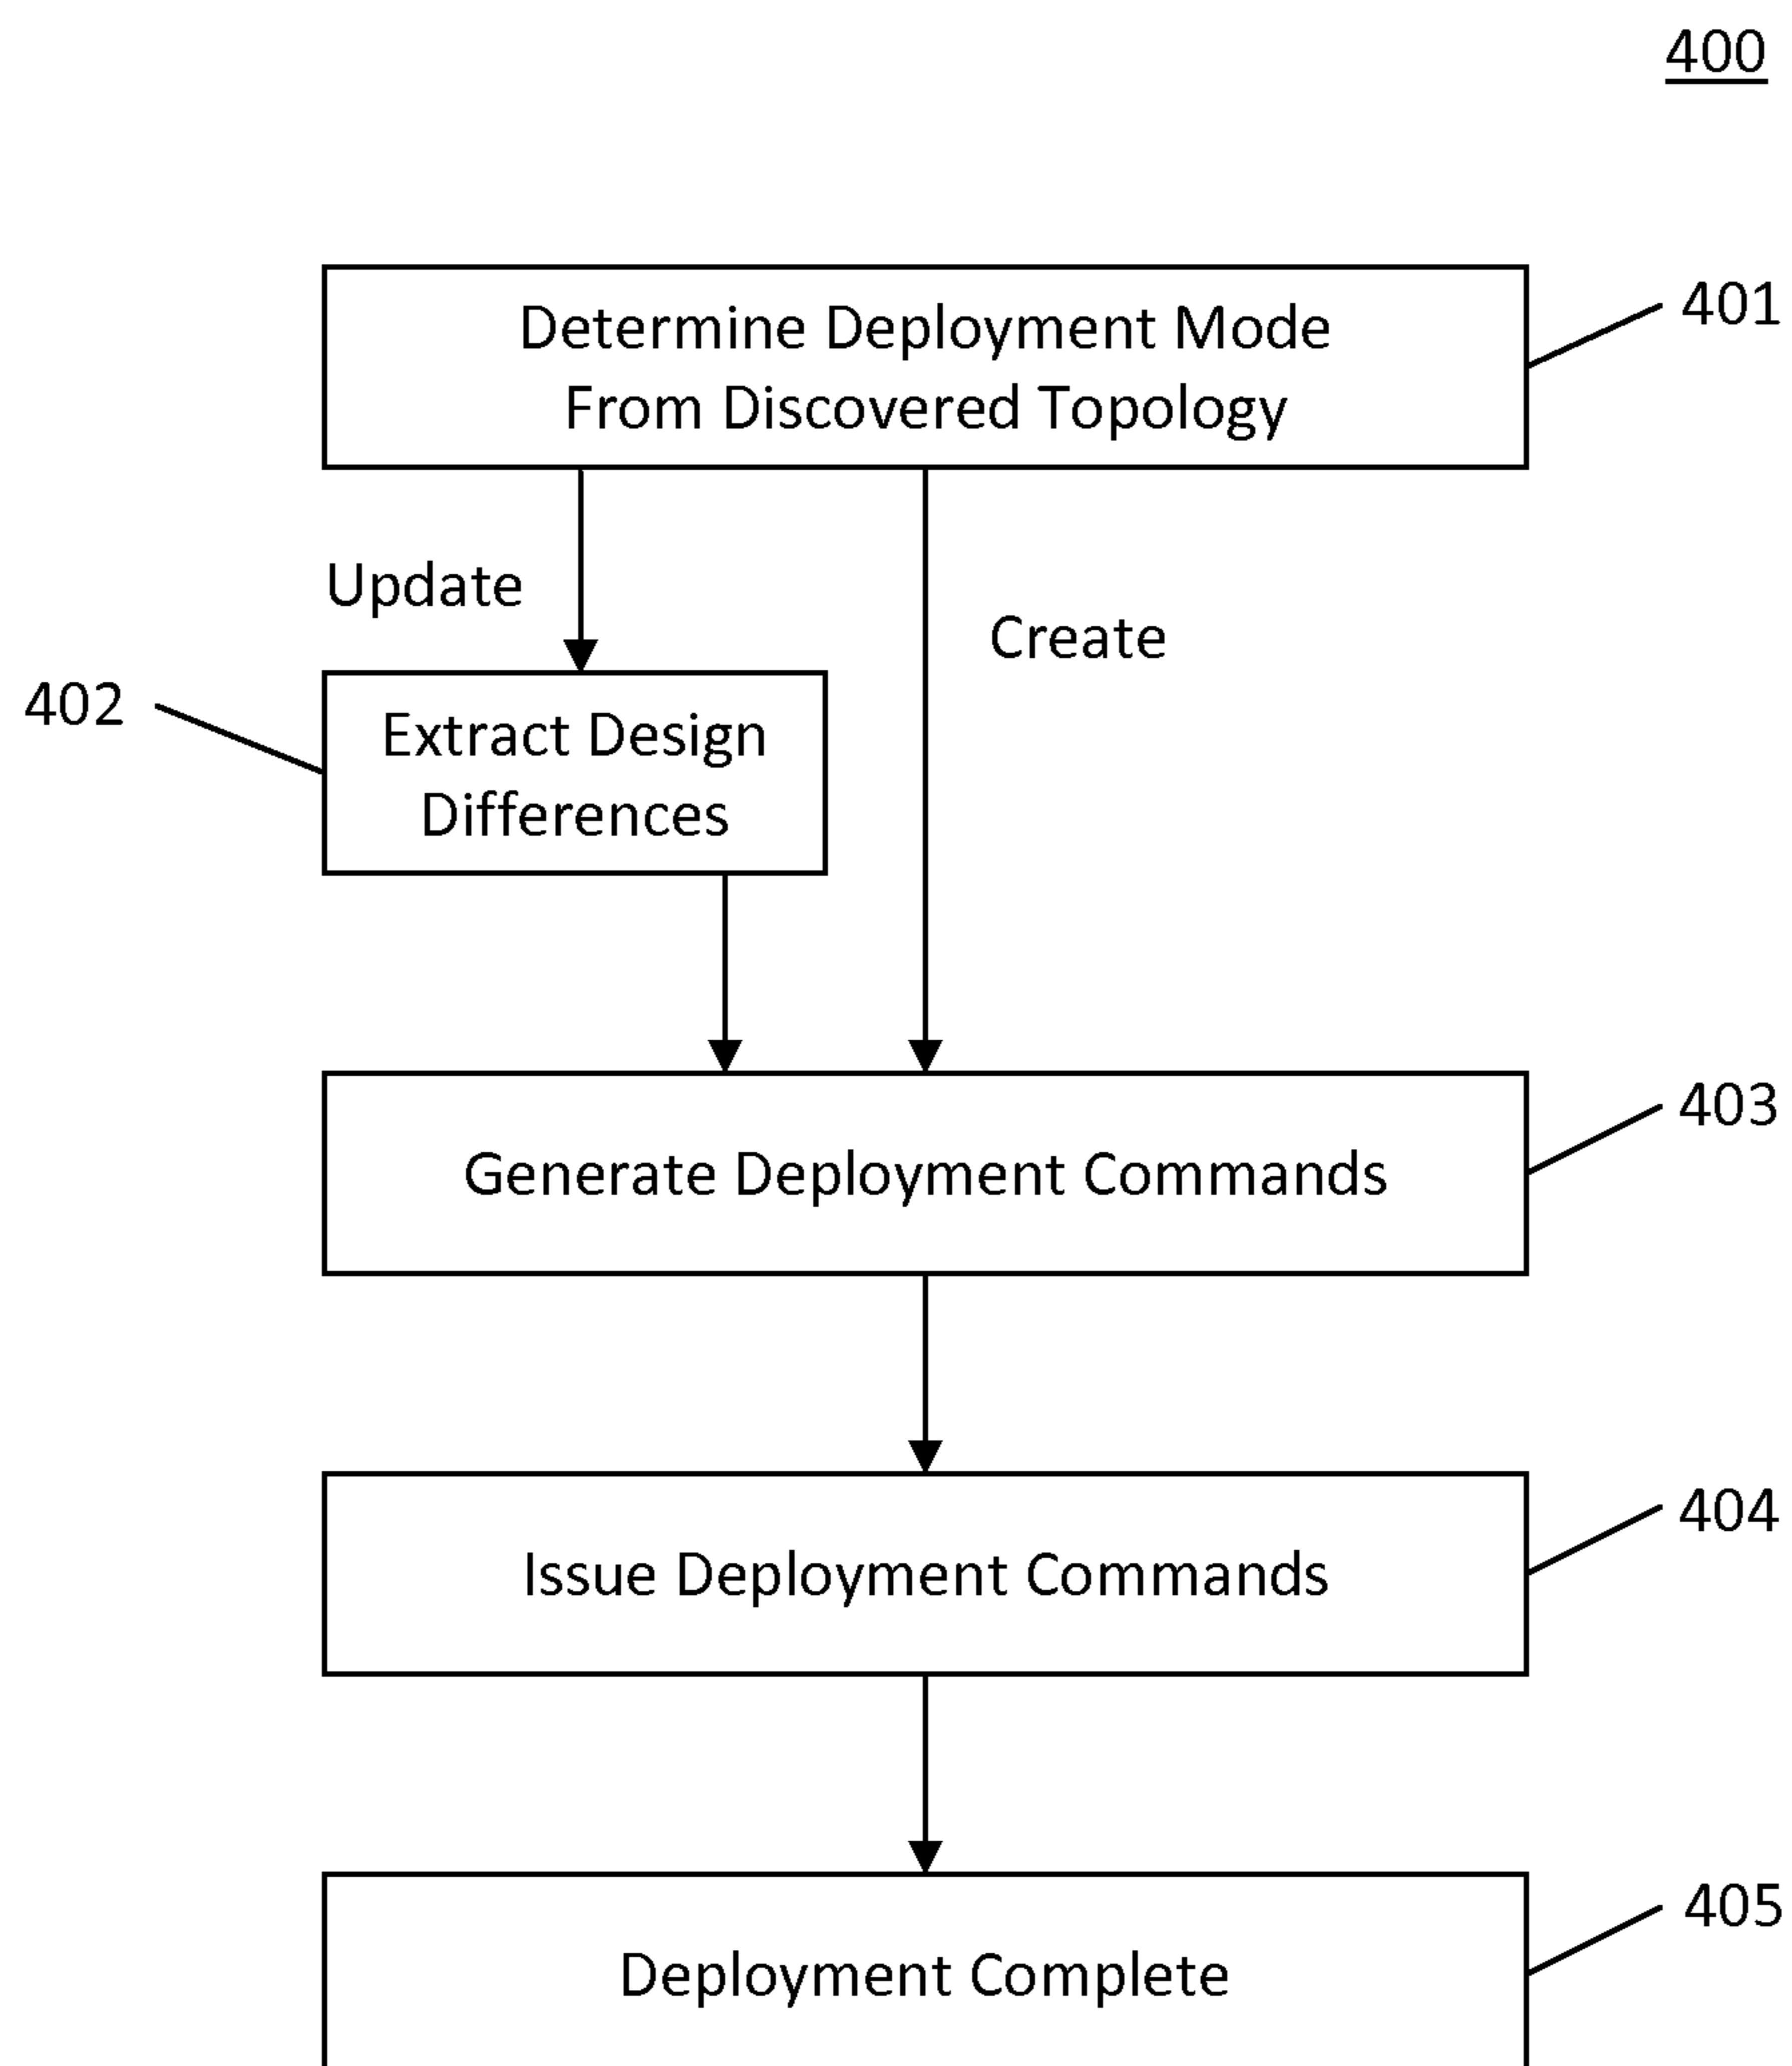 400
Determine Deployment Mode
From Discovered Topology
401
Update
Create
402
Extract Design
Differences
Generate Deployment Commands
403
Issue Deployment Commands
404
Deployment Complete
405